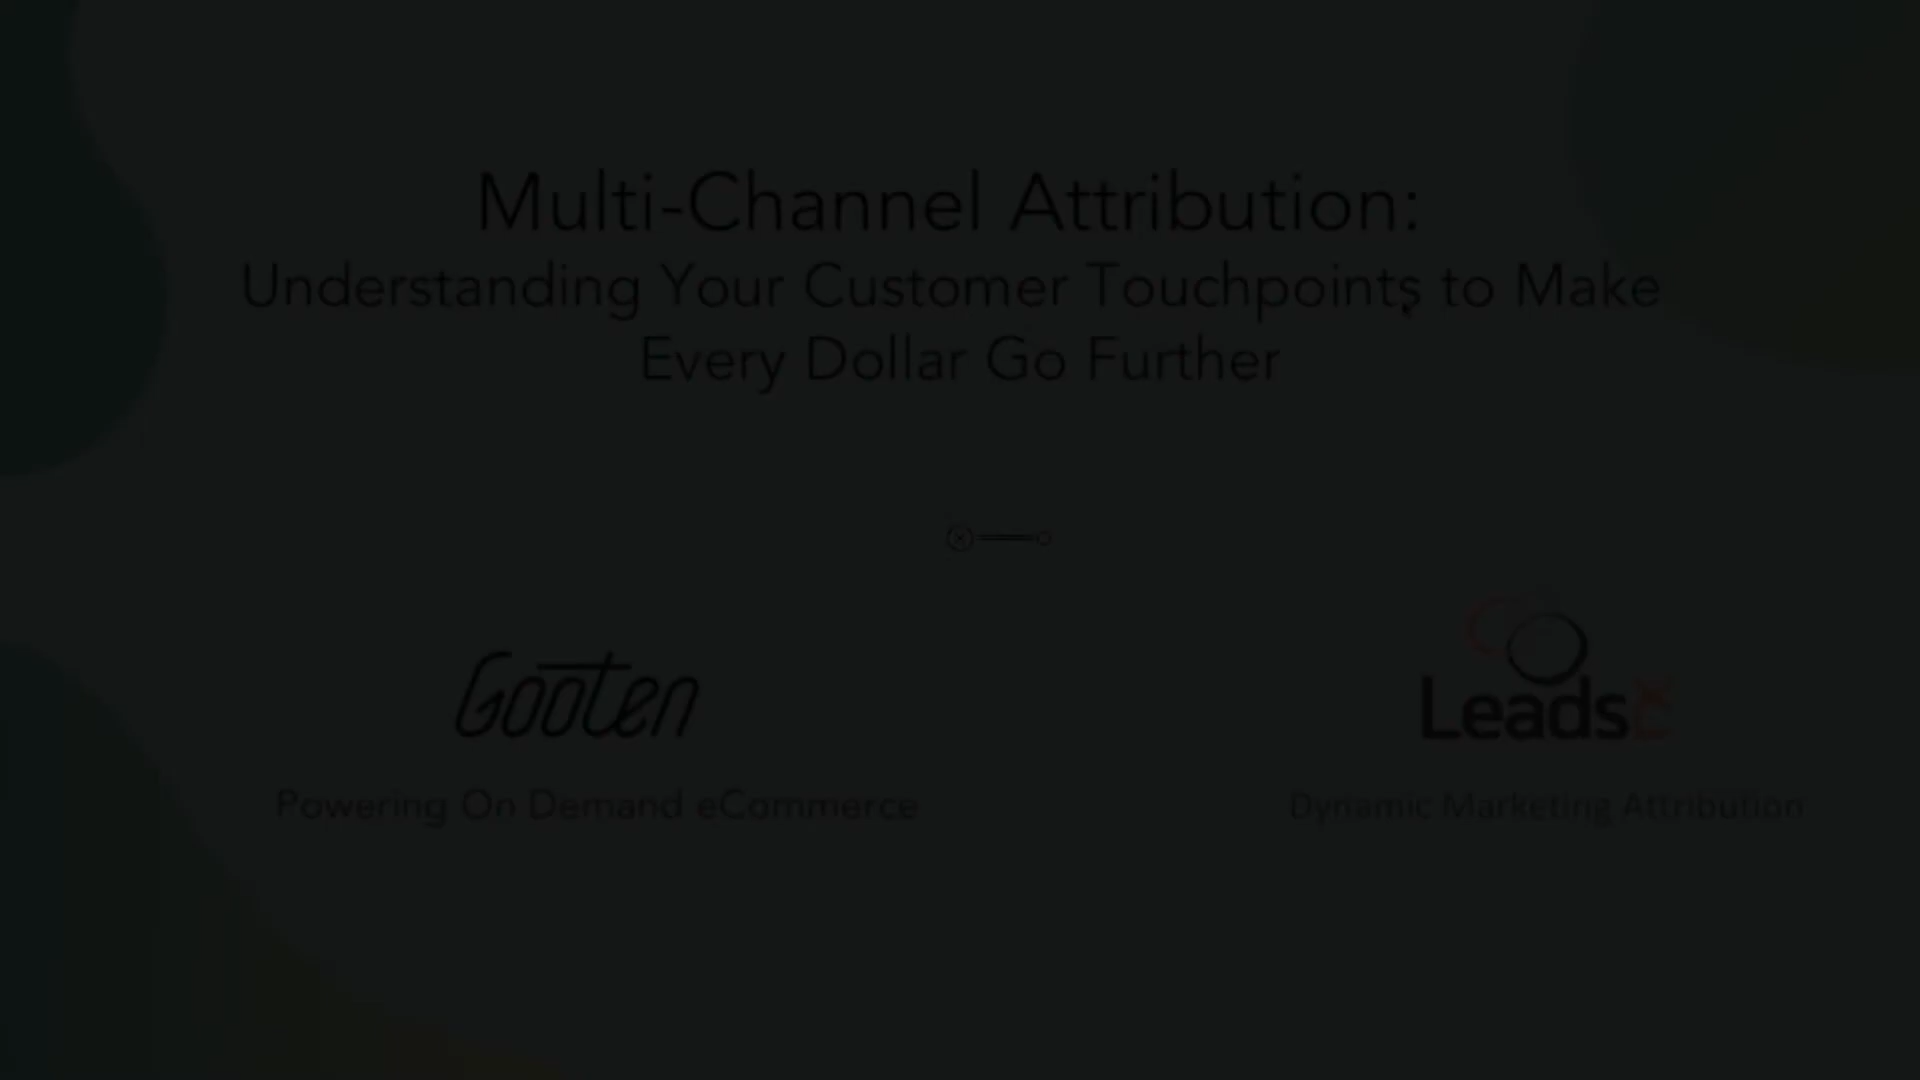 Multi-Channel Attribution:
Understanding Your Customer Touchpoints to Make
Every Dollar Go Further
Gooten
LeadsRx
Powering On Demand eCommerce
Dynamic Marketing Attribution